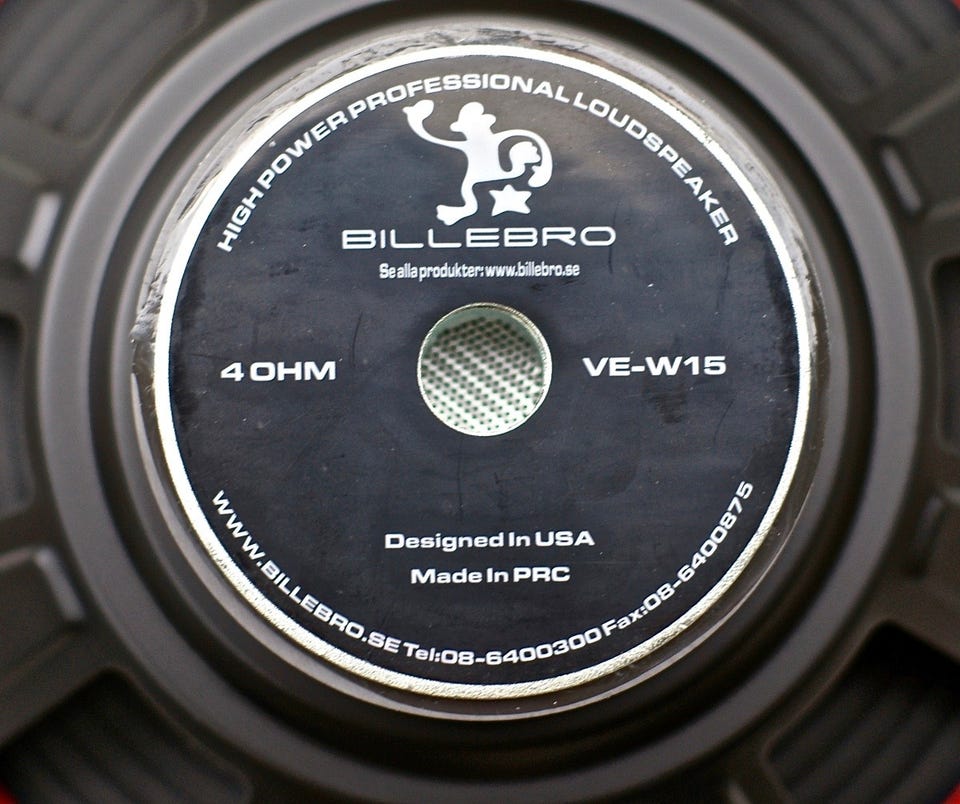 HIGH POWER PROFESSIONAL LOUDSPEAKER
BILLEBRO
Se alla produkter: www.billebro.se
4 OHM
VE-W15
Designed In USA
Made In PRC
WWW.BILLEBRO.SE Tel:08-6400300 Fax:08-6400875